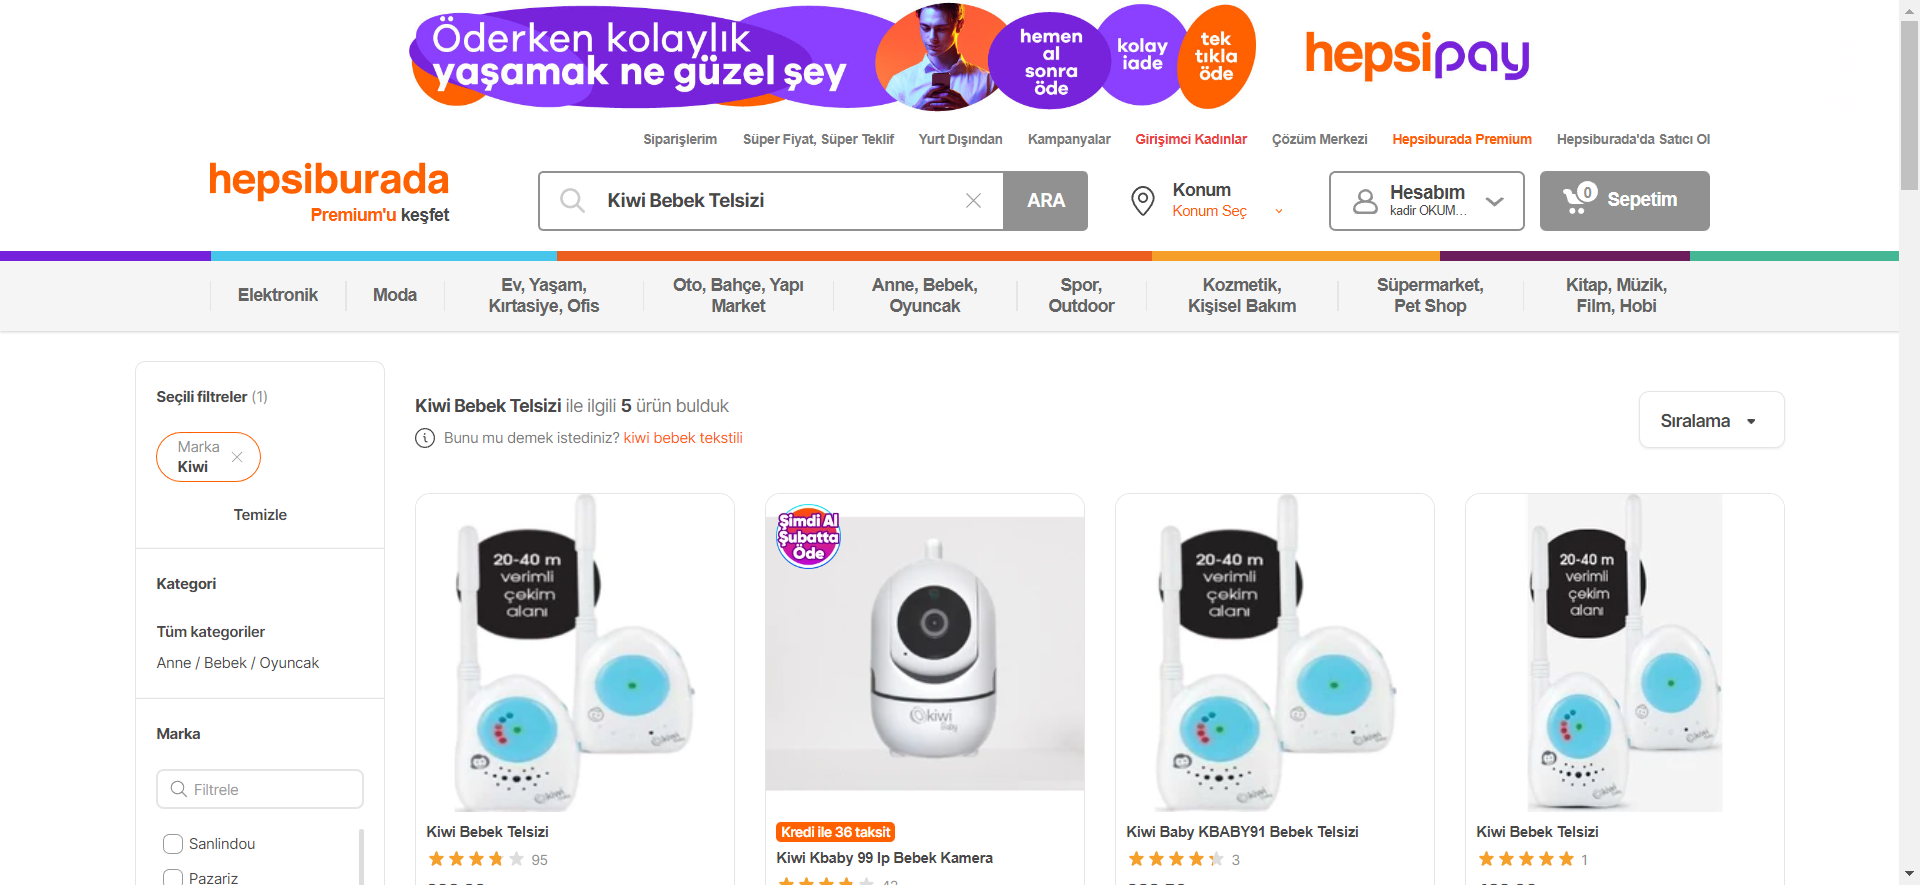 Öderken kolaylık
yaşamak ne güzel şey
hemen
al
sonra
öde
kolay
iade
tek
tıkla
öde
hepsipay
Siparişlerim
Süper Fiyat, Süper Teklif
Yurt Dışından
Kampanyalar
Girişimci Kadınlar
Çözüm Merkezi
Hepsiburada Premium
Hepsiburada'da Satıcı Ol
hepsiburada
Premium'u keşfet
Kiwi Bebek Telsizi
ARA
Konum
Konum Seç
Hesabım
kadir OKUM...
0
Sepetim
Elektronik
Moda
Ev, Yaşam,
Kırtasiye, Ofis
Oto, Bahçe, Yapı
Market
Anne, Bebek,
Oyuncak
Spor,
Outdoor
Kozmetik,
Kişisel Bakım
Süpermarket,
Pet Shop
Kitap, Müzik,
Film, Hobi
Seçili filtreler (1)
Marka
Kiwi
Temizle
Kategori
Tüm kategoriler
Anne / Bebek / Oyuncak
Marka
Filtrele
Sanlindou
Pazariz
Kiwi Bebek Telsizi ile ilgili 5 ürün bulduk
Bunu mu demek istediniz? kiwi bebek tekstili
Sıralama
20-40 m
verimli
çekim
alanı
kiwi
kiwi
Kiwi Bebek Telsizi
95
Şimdi Al
Şubatta
Öde
kiwi
Baby
Kredi ile 36 taksit
Kiwi Kbaby 99 Ip Bebek Kamera
20-40 m
verimli
çekim
alanı
kiwi
kiwi
Kiwi Baby KBABY91 Bebek Telsizi
3
20-40 m
verimli
çekim
alanı
kiwi
kiwi
Kiwi Bebek Telsizi
1